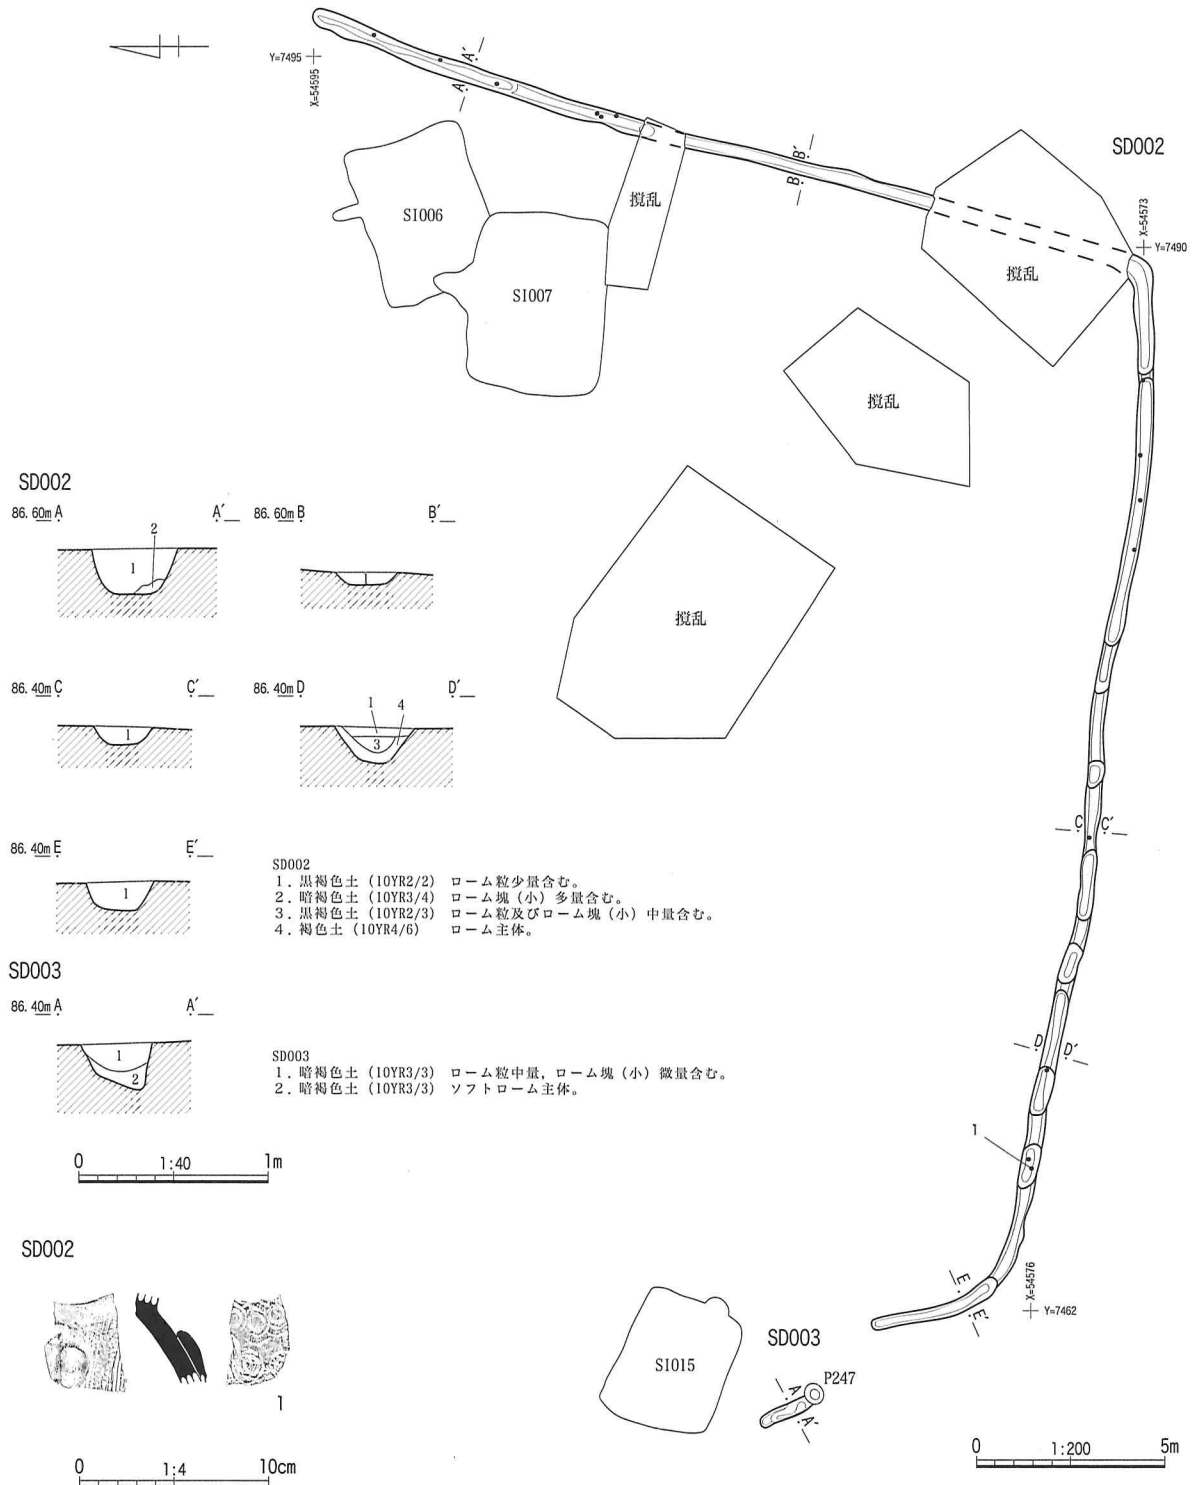 Y=7495
X=54595
A′
A
B′
B
SD002
X=54573
Y=7490
SI006
SI007
撹乱
撹乱
撹乱
撹乱
SD002
86.60m A A′
2
1
86.60m B B′
1
86.40m C C′
1
86.40m D D′
1 4
3
86.40m E E′
1
SD002
1．黒褐色土（10YR2/2） ローム粒少量含む。
2．暗褐色土（10YR3/4） ローム塊（小）多量含む。
3．黒褐色土（10YR2/3） ローム粒及びローム塊（小）中量含む。
4．褐色土（10YR4/6） ローム主体。
SD003
86.40m A A′
1
2
SD003
1．暗褐色土（10YR3/3） ローム粒中量，ローム塊（小）微量含む。
2．暗褐色土（10YR3/3） ソフトローム主体。
0 1:40 1m
C C′
D D′
1
E
E′
X=54576
Y=7462
SD002
1
0 1:4 10cm
SI015
SD003
P247
A
A′
0 1:200 5m